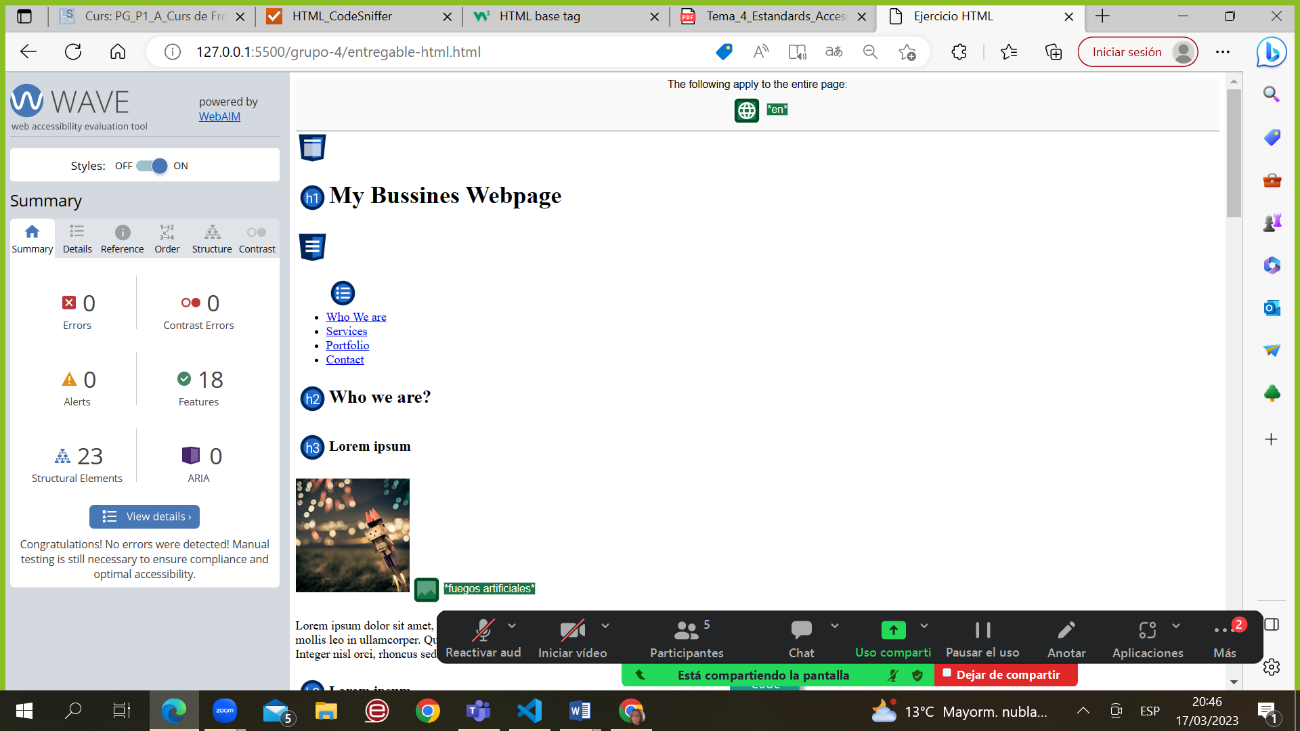 Curs: PG_P1_A_Curs de Fro
HTML_CodeSniffer
HTML base tag
Tema_4_Estandards_Acces
Ejercicio HTML
127.0.0.1:5500/grupo-4/entregable-html.html
Iniciar sesión
WAVE
web accessibility evaluation tool
powered by
WebAIM
Styles: OFF ON
Summary
Summary Details Reference Order Structure Contrast
0
Errors
0
Contrast Errors
0
Alerts
18
Features
23
Structural Elements
0
ARIA
View details ›
Congratulations! No errors were detected! Manual
testing is still necessary to ensure compliance and
optimal accessibility.
The following apply to the entire page:
*en*
h1 My Bussines Webpage
Who We are
Services
Portfolio
Contact
h2 Who we are?
h3 Lorem ipsum
*fuegos artificiales*
Lorem ipsum dolor sit amet,
mollis leo in ullamcorper. Qu
Integer nisl orci, rhoncus sed
Lorem ipsum
Reactivar aud
Iniciar vídeo
5
Participantes
Chat
Uso comparti
Pausar el uso
Anotar
Aplicaciones
2
Más
Está compartiendo la pantalla
Dejar de compartir
zoom
5
13°C Mayorm. nubla...
ESP
20:46
17/03/2023
1